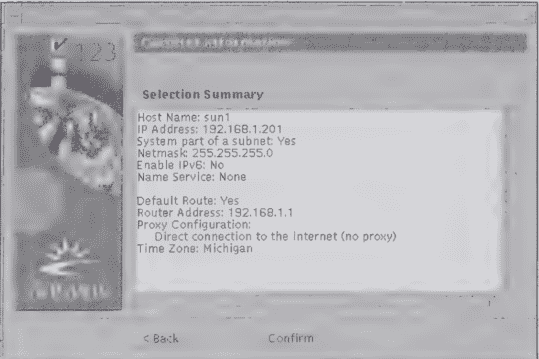 123
Selection Summary
Host Name: sun1
IP Address: 192.168.1.201
System part of a subnet: Yes
Netmask: 255.255.255.0
Enable IPv6: No
Name Service: None
Default Route: Yes
Router Address: 192.168.1.1
Proxy Configuration:
Direct connection to the Internet (no proxy)
Time Zone: Michigan
< Back
Confirm